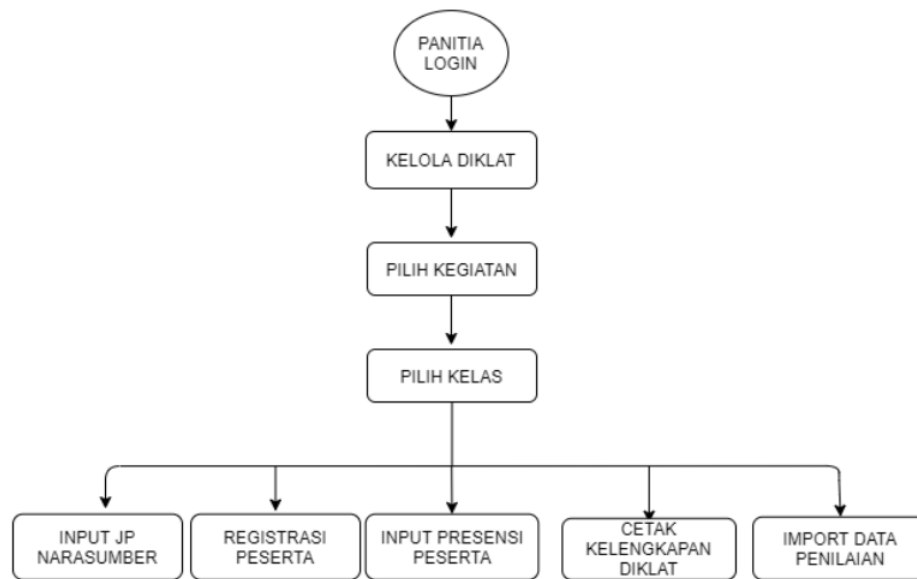 PANITIA
LOGIN
KELOLA DIKLAT
PILIH KEGIATAN
PILIH KELAS
INPUT JP
NARASUMBER
REGISTRASI
PESERTA
INPUT PRESENSI
PESERTA
CETAK
KELENGKAPAN
DIKLAT
IMPORT DATA
PENILAIAN